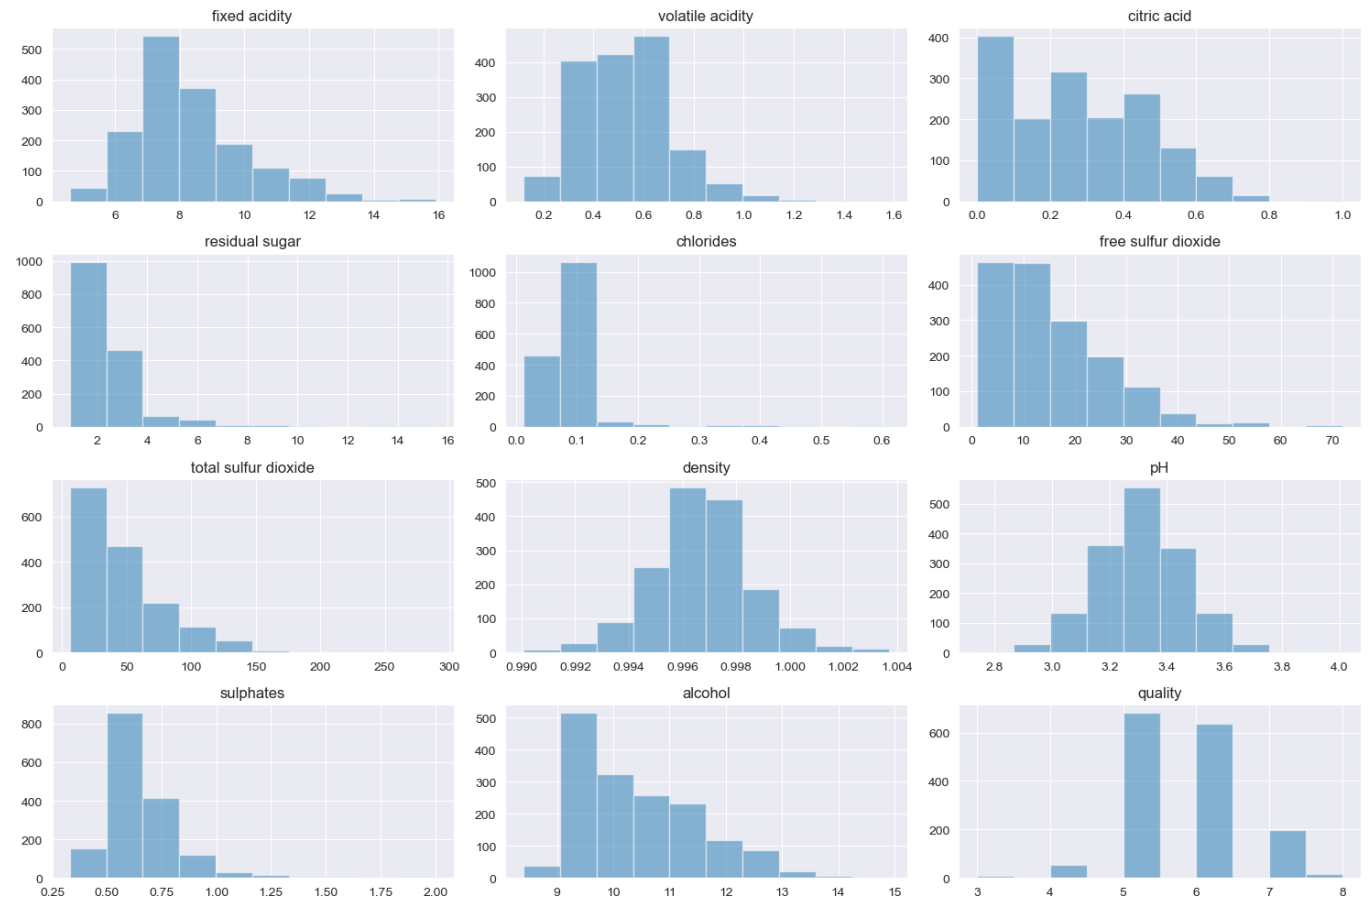 fixed acidity
500
400
300
200
100
0
6 8 10 12 14 16
volatile acidity
400
300
200
100
0
0.2 0.4 0.6 0.8 1.0 1.2 1.4 1.6
citric acid
400
300
200
100
0
0.0 0.2 0.4 0.6 0.8 1.0
residual sugar
1000
800
600
400
200
0
2 4 6 8 10 12 14 16
chlorides
1000
800
600
400
200
0
0.0 0.1 0.2 0.3 0.4 0.5 0.6
free sulfur dioxide
400
300
200
100
0
0 10 20 30 40 50 60 70
total sulfur dioxide
600
400
200
0
0 50 100 150 200 250 300
density
500
400
300
200
100
0
0.990 0.992 0.994 0.996 0.998 1.000 1.002 1.004
pH
500
400
300
200
100
0
2.8 3.0 3.2 3.4 3.6 3.8 4.0
sulphates
800
600
400
200
0
0.25 0.50 0.75 1.00 1.25 1.50 1.75 2.00
alcohol
500
400
300
200
100
0
9 10 11 12 13 14 15
quality
600
400
200
0
3 4 5 6 7 8